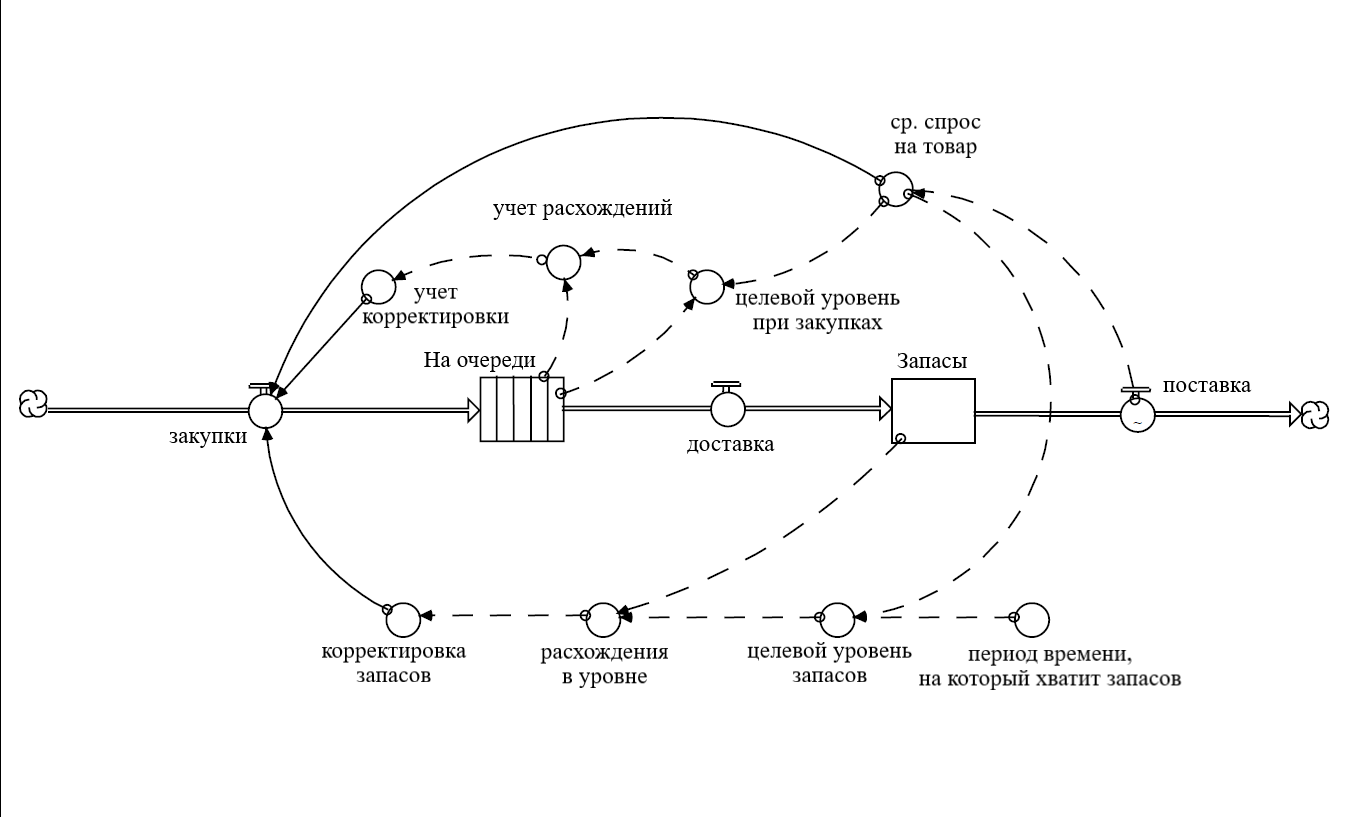 ср. спрос
на товар
учет расхождений
учет
корректировки
целевой уровень
при закупках
На очереди
Запасы
поставка
закупки
доставка
~
корректировка
запасов
расхождения
в уровне
целевой уровень
запасов
период времени,
на который хватит запасов